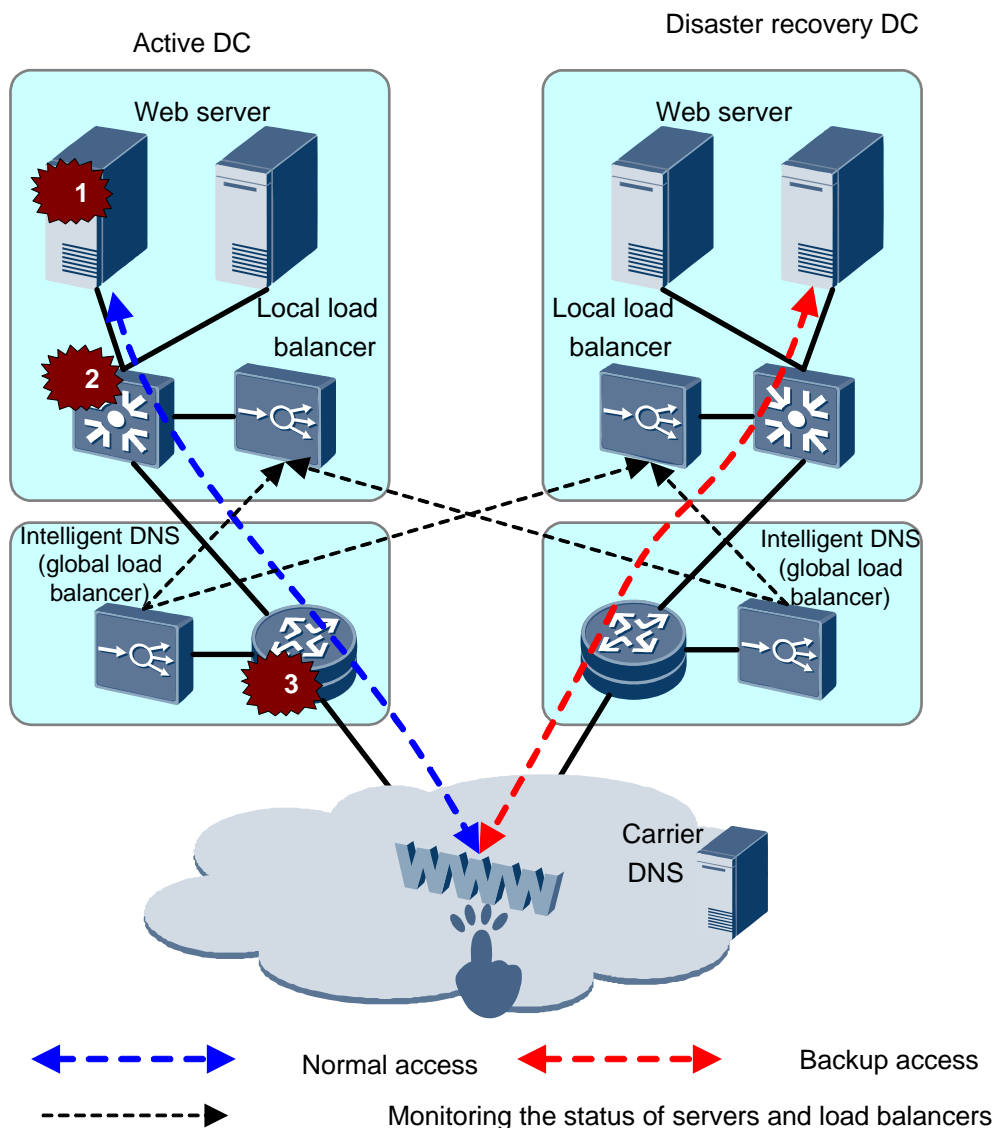 Active DC
Disaster recovery DC
Web server
Web server
1
Local load
balancer
Local load
balancer
2
Intelligent DNS
(global load
balancer)
Intelligent DNS
(global load
balancer)
3
Carrier
DNS
WWWW
Normal access
Backup access
Monitoring the status of servers and load balancers